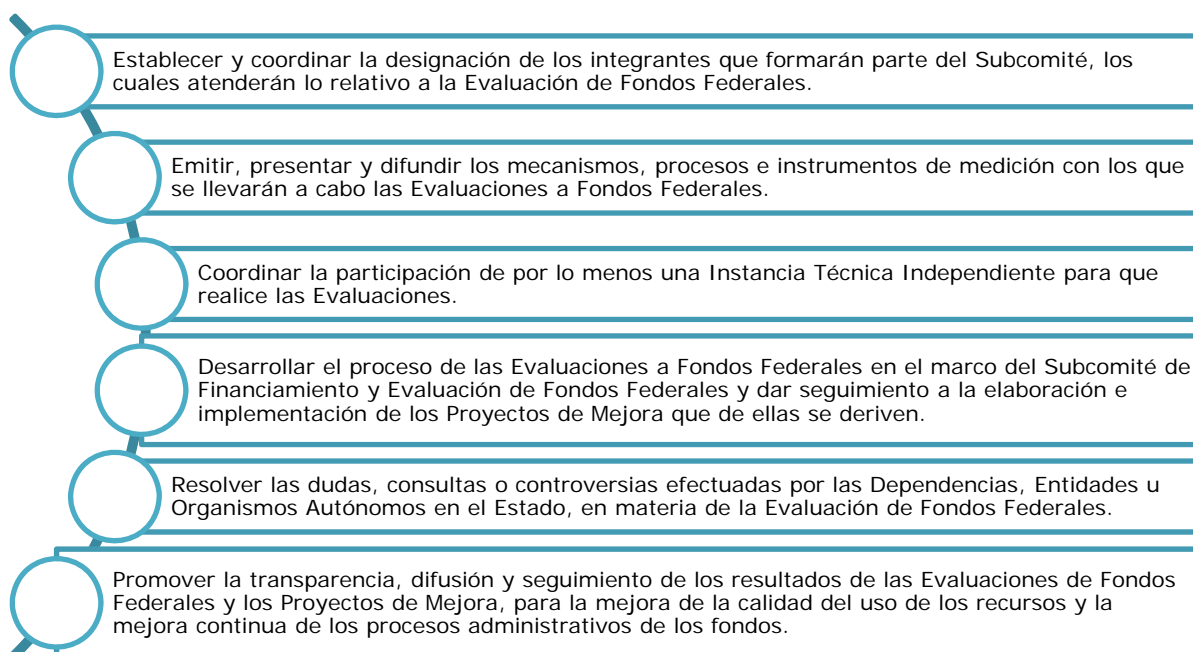 Establecer y coordinar la designación de los integrantes que formarán parte del Subcomité, los
cuales atenderán lo relativo a la Evaluación de Fondos Federales.
Emitir, presentar y difundir los mecanismos, procesos e instrumentos de medición con los que
se llevarán a cabo las Evaluaciones a Fondos Federales.
Coordinar la participación de por lo menos una Instancia Técnica Independiente para que
realice las Evaluaciones.
Desarrollar el proceso de las Evaluaciones a Fondos Federales en el marco del Subcomité de
Financiamiento y Evaluación de Fondos Federales y dar seguimiento a la elaboración e
implementación de los Proyectos de Mejora que de ellas se deriven.
Resolver las dudas, consultas o controversias efectuadas por las Dependencias, Entidades u
Organismos Autónomos en el Estado, en materia de la Evaluación de Fondos Federales.
Promover la transparencia, difusión y seguimiento de los resultados de las Evaluaciones de Fondos
Federales y los Proyectos de Mejora, para la mejora de la calidad del uso de los recursos y la
mejora continua de los procesos administrativos de los fondos.